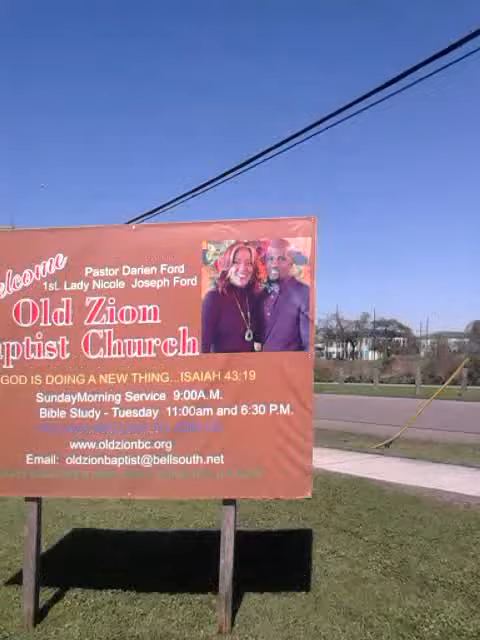 elcome
Pastor Darien Ford
1st. Lady Nicole Joseph Ford
Old Zion
aptist Church
GOD IS DOING A NEW THING...ISAIAH 43:19
SundayMorning Service 9:00A.M.
Bible Study - Tuesday 11:00am and 6:30 P.M.
www.oldzionbc.org
Email: oldzionbaptist@bellsouth.net